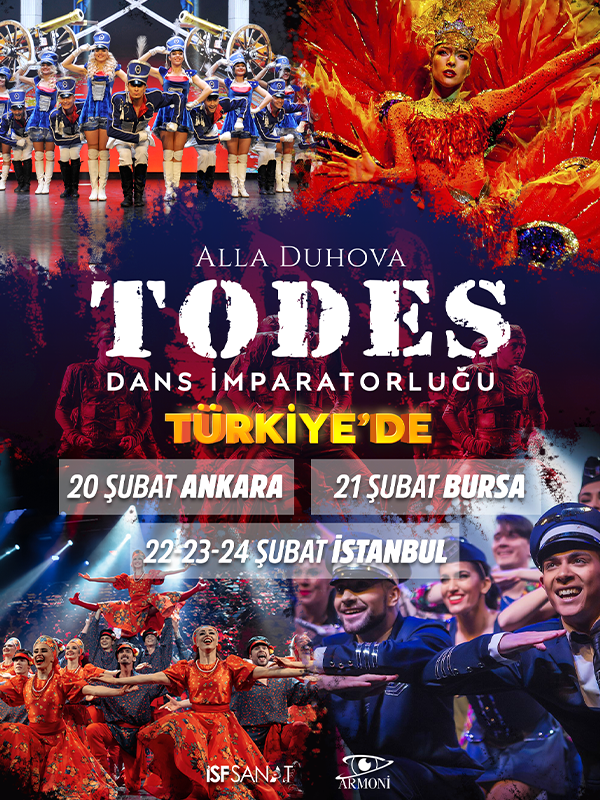 ALLA DUHOVA
TODES
DANS İMPARATORLUĞU
TÜRKİYE'DE
20 ŞUBAT ANKARA
21 ŞUBAT BURSA
22-23-24 ŞUBAT İSTANBUL
İSFSANAT
ARMONİ